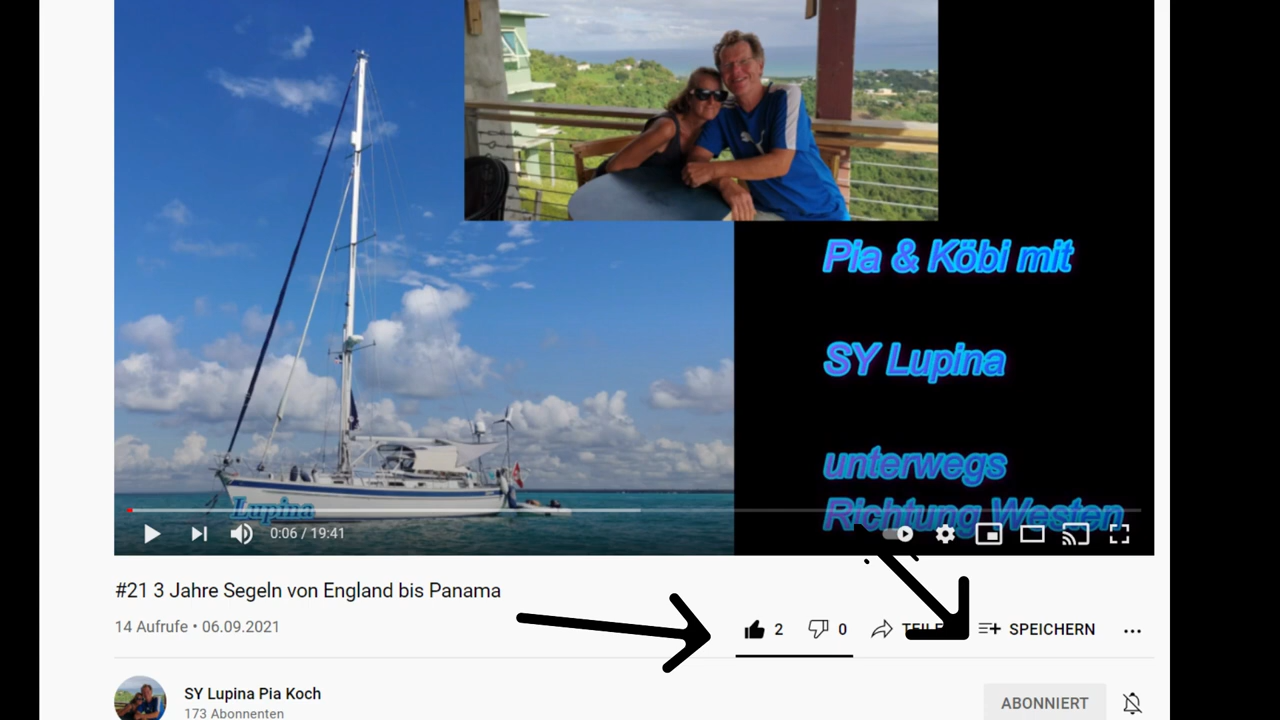 Pia & Köbi mit
SY Lupina
unterwegs
Richtung Westen
Lupina
0:06 / 19:41
#21 3 Jahre Segeln von England bis Panama
14 Aufrufe • 06.09.2021
2
0
TEILE
SPEICHERN
SY Lupina Pia Koch
173 Abonnenten
ABONNIERT